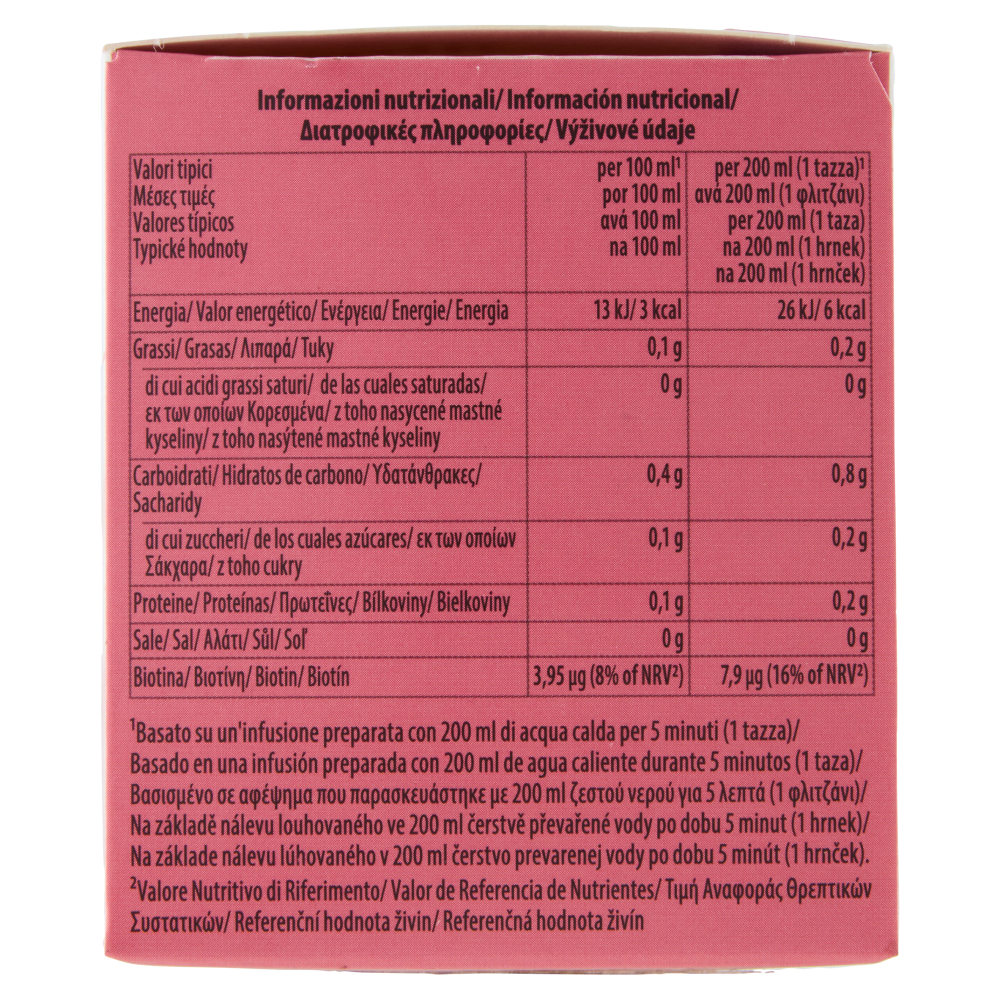 Informazioni nutrizionali/ Información nutricional/
Διατροφικές πληροφορίες/ Výživové údaje
Valori tipici
Μέσες τιμές
Valores típicos
Typické hodnoty
per 100 ml¹
por 100 ml
ανά 100 ml
na 100 ml
per 200 ml (1 tazza)¹
ανά 200 ml (1 φλιτζάνι)
per 200 ml (1 taza)
na 200 ml (1 hrnek)
na 200 ml (1 hrnček)
Energia/ Valor energético/ Ενέργεια/ Energie/ Energia 13 kJ/ 3 kcal 26 kJ/ 6 kcal
Grassi/ Grasas/ Λιπαρά/ Tuky 0,1 g 0,2 g
di cui acidi grassi saturi/ de las cuales saturadas/ 0 g 0 g
εκ των οποίων Κορεσμένα/ z toho nasycené mastné
kyseliny/ z toho nasýtené mastné kyseliny
Carboidrati/ Hidratos de carbono/ Υδατάνθρακες/ 0,4 g 0,8 g
Sacharidy
di cui zuccheri/ de los cuales azúcares/ εκ των οποίων 0,1 g 0,2 g
Σάκχαρα/ z toho cukry
Proteine/ Proteínas/ Πρωτεΐνες/ Bílkoviny/ Bielkoviny 0,1 g 0,2 g
Sale/ Sal/ Αλάτι/ Sůl/ Soľ 0 g 0 g
Biotina/ Βιοτίνη/ Biotin/ Biotín 3,95 µg (8% of NRV²) 7,9 µg (16% of NRV²)
¹Basato su un'infusione preparata con 200 ml di acqua calda per 5 minuti (1 tazza)/
Basado en una infusión preparada con 200 ml de agua caliente durante 5 minutos (1 taza)/
Βασισμένο σε αφέψημα που παρασκευάστηκε με 200 ml ζεστού νερού για 5 λεπτά (1 φλιτζάνι)/
Na základě nálevu louhovaného ve 200 ml čerstvě převařené vody po dobu 5 minut (1 hrnek)/
Na základe nálevu lúhovaného v 200 ml čerstvo prevarenej vody po dobu 5 minút (1 hrnček).
²Valore Nutritivo di Riferimento/ Valor de Referencia de Nutrientes/ Τιμή Αναφοράς Θρεπτικών
Συστατικών/ Referenční hodnota živin/ Referenčná hodnota živín